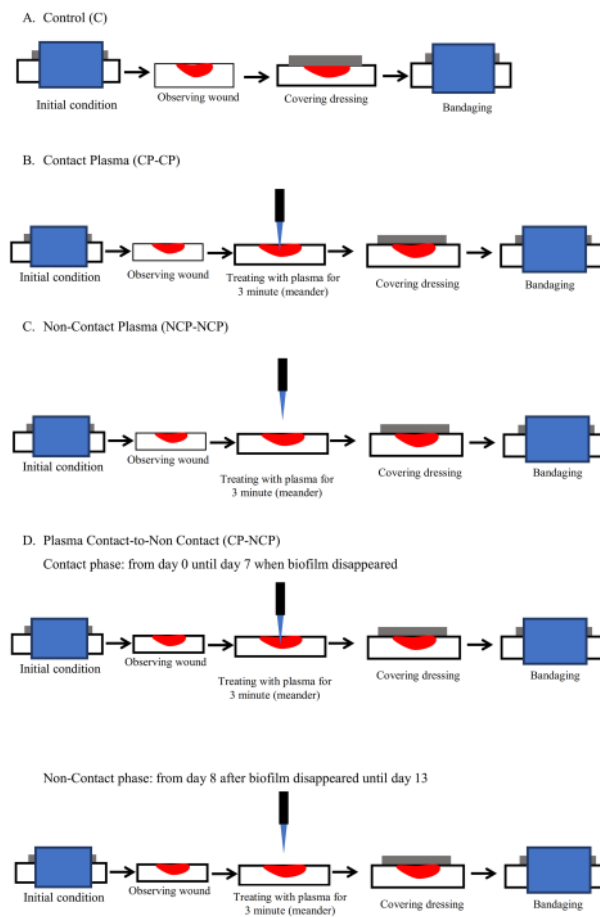 A. Control (C)
Initial condition
Observing wound
Covering dressing
Bandaging
B. Contact Plasma (CP-CP)
Initial condition
Observing wound
Treating with plasma for
3 minute (meander)
Covering dressing
Bandaging
C. Non-Contact Plasma (NCP-NCP)
Initial condition
Observing wound
Treating with plasma for
3 minute (meander)
Covering dressing
Bandaging
D. Plasma Contact-to-Non Contact (CP-NCP)
Contact phase: from day 0 until day 7 when biofilm disappeared
Initial condition
Observing wound
Treating with plasma for
3 minute (meander)
Covering dressing
Bandaging
Non-Contact phase: from day 8 after biofilm disappeared until day 13
Initial condition
Observing wound
Treating with plasma for
3 minute (meander)
Covering dressing
Bandaging